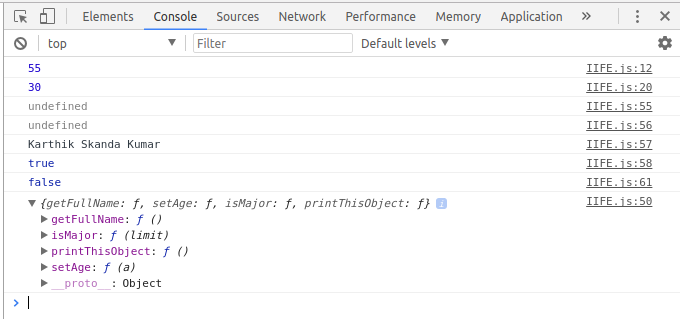 Elements Console Sources Network Performance Memory Application »
top Filter Default levels
55 IIFE.js:12
30 IIFE.js:20
undefined IIFE.js:55
undefined IIFE.js:56
Karthik Skanda Kumar IIFE.js:57
true IIFE.js:58
false IIFE.js:61
{getFullName: ƒ, setAge: ƒ, isMajor: ƒ, printThisObject: ƒ} i IIFE.js:50
getFullName: ƒ ()
isMajor: ƒ (limit)
printThisObject: ƒ ()
setAge: ƒ (a)
__proto__: Object